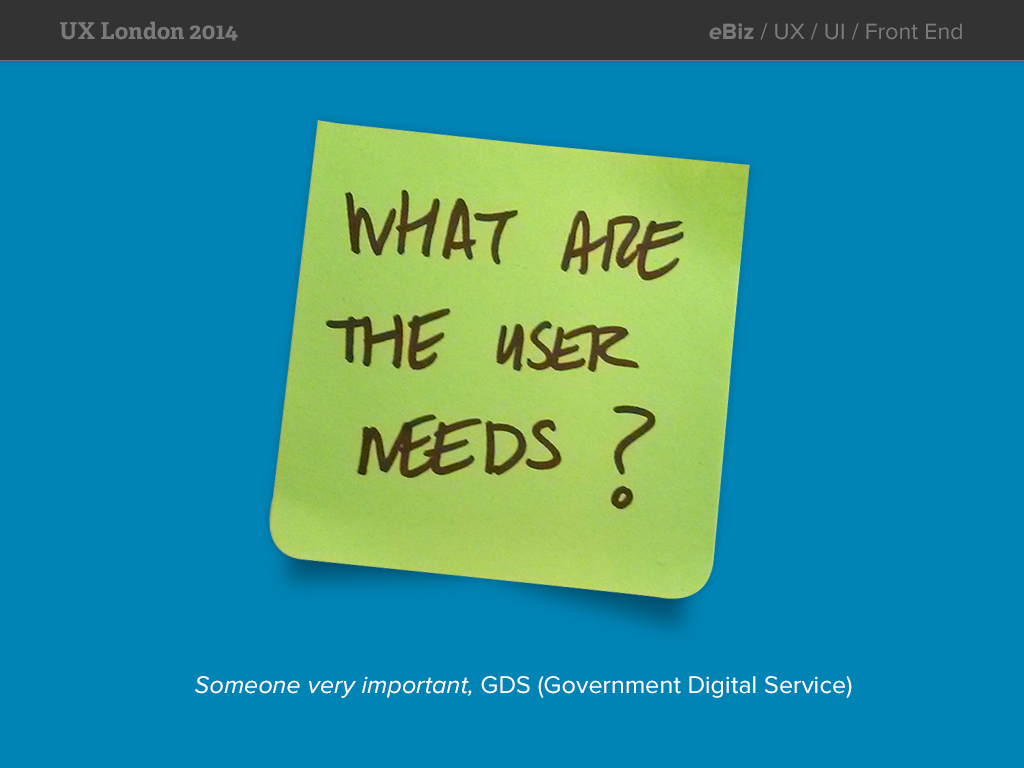 UX London 2014
eBiz / UX / UI / Front End
WHAT ARE
THE USER
NEEDS ?
Someone very important, GDS (Government Digital Service)